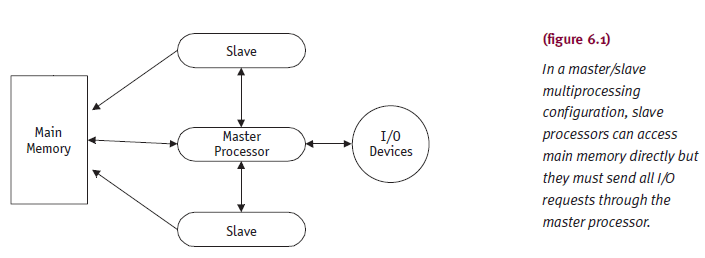 Slave
Main
Memory
Master
Processor
I/O
Devices
Slave
(figure 6.1)
In a master/slave
multiprocessing
configuration, slave
processors can access
main memory directly but
they must send all I/O
requests through the
master processor.